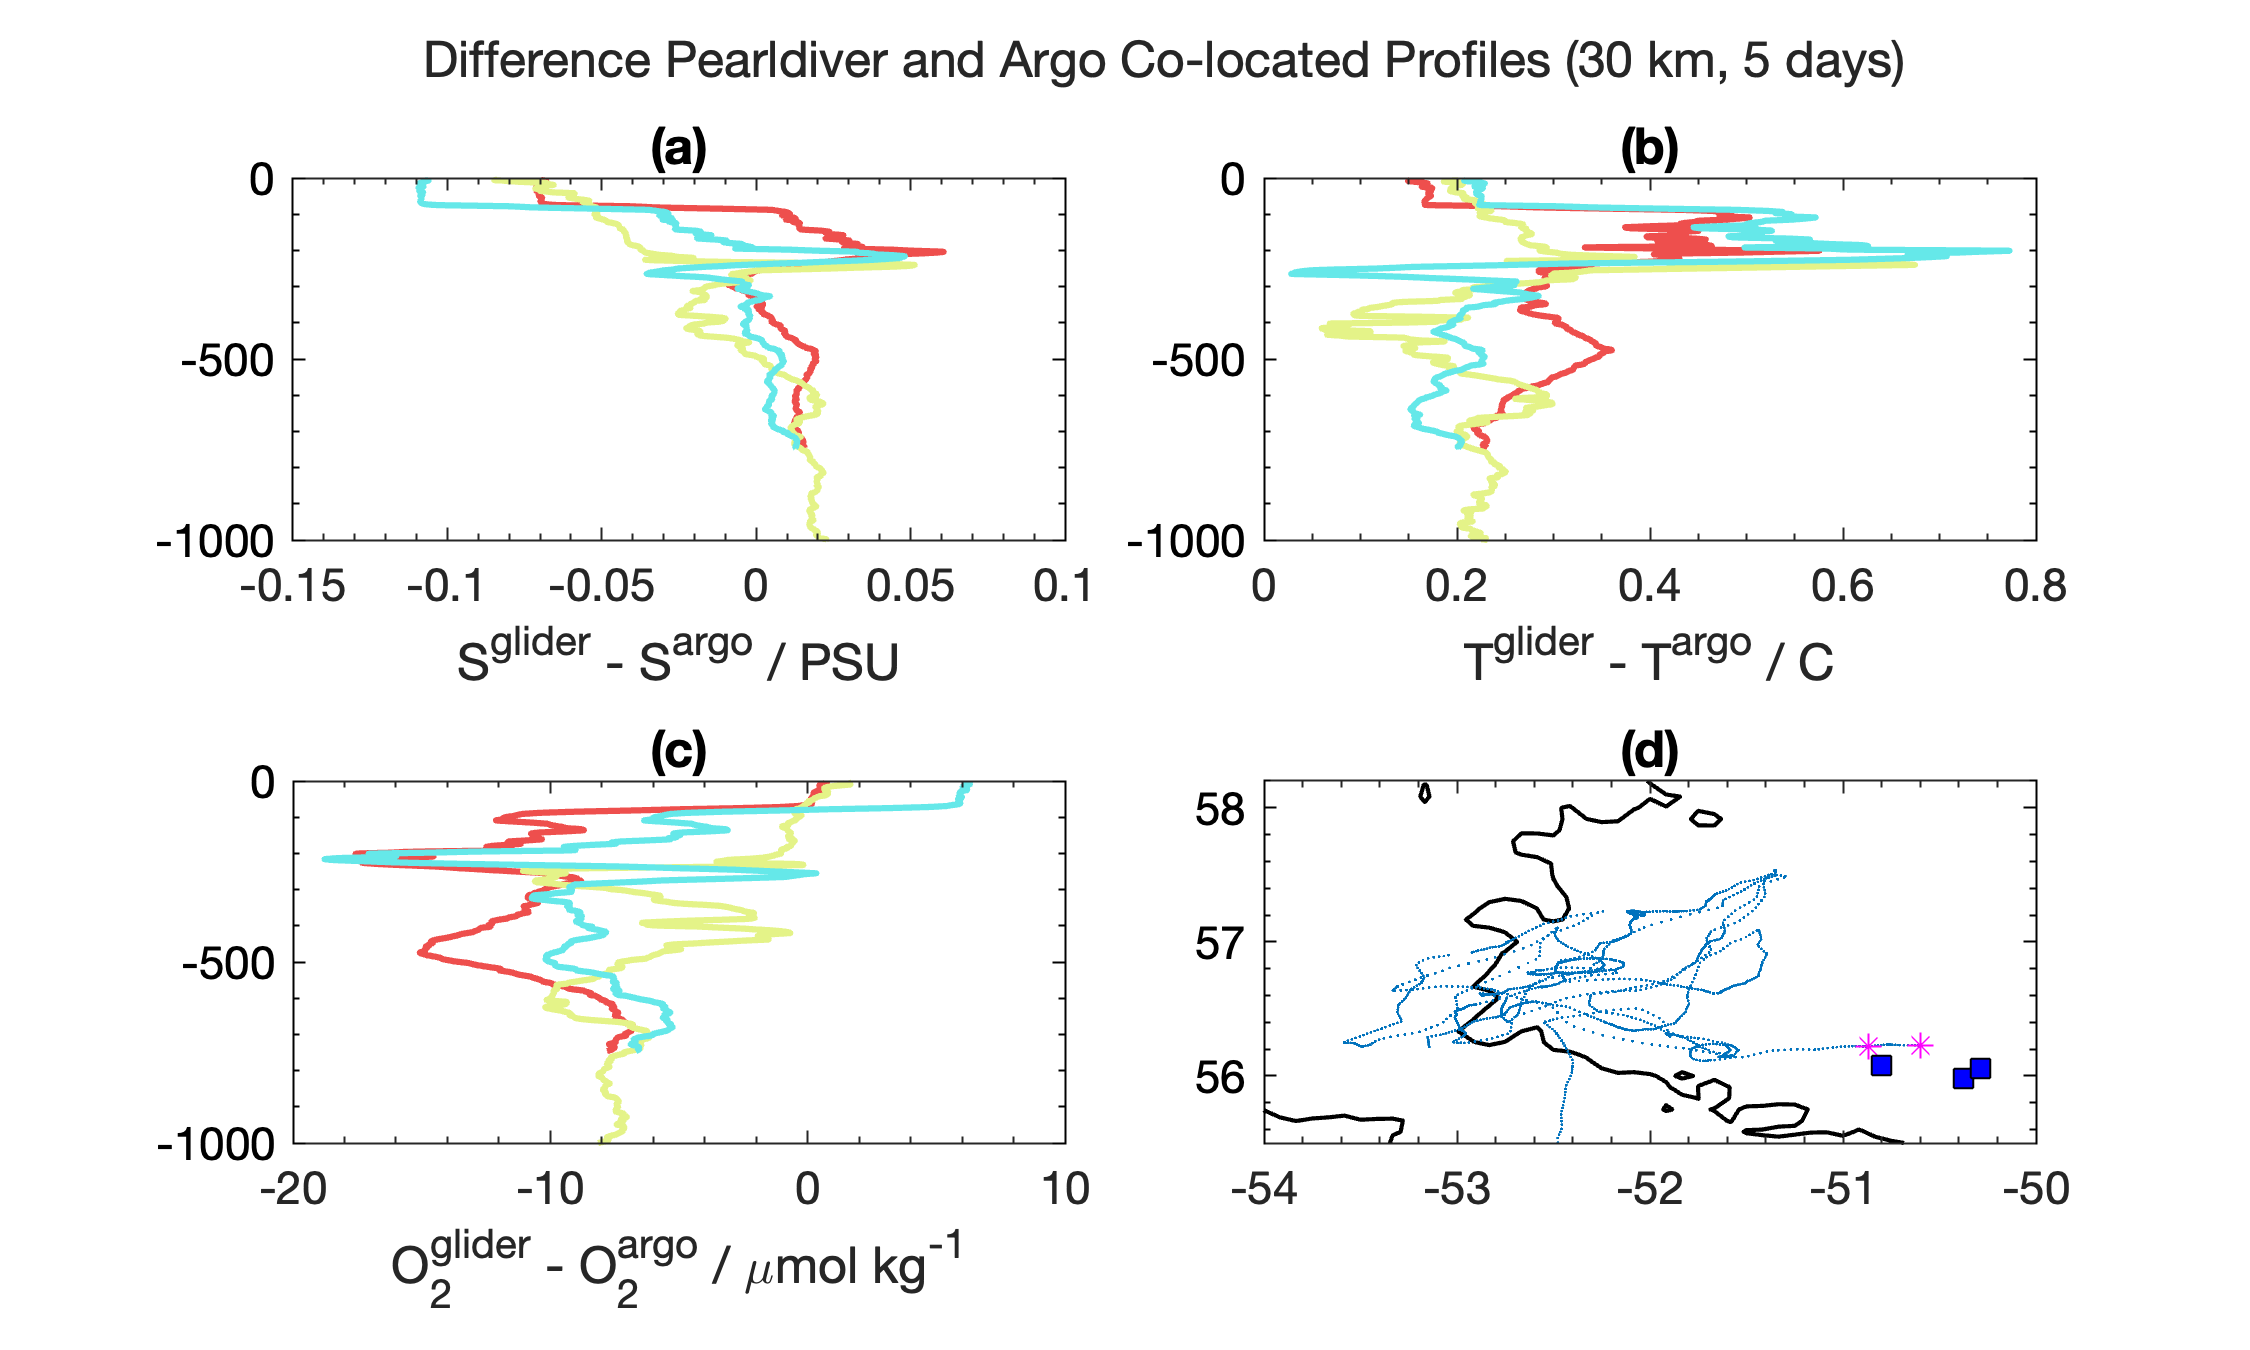 Difference Pearldiver and Argo Co-located Profiles (30 km, 5 days)
(a)
0
-500
-1000
-0.15 -0.1 -0.05 0 0.05 0.1
S^glider - S^argo / PSU
(b)
0
-500
-1000
0 0.2 0.4 0.6 0.8
T^glider - T^argo / C
(c)
0
-500
-1000
-20 -10 0 10
O_2^glider - O_2^argo / μmol kg^-1
(d)
58
57
56
-54 -53 -52 -51 -50